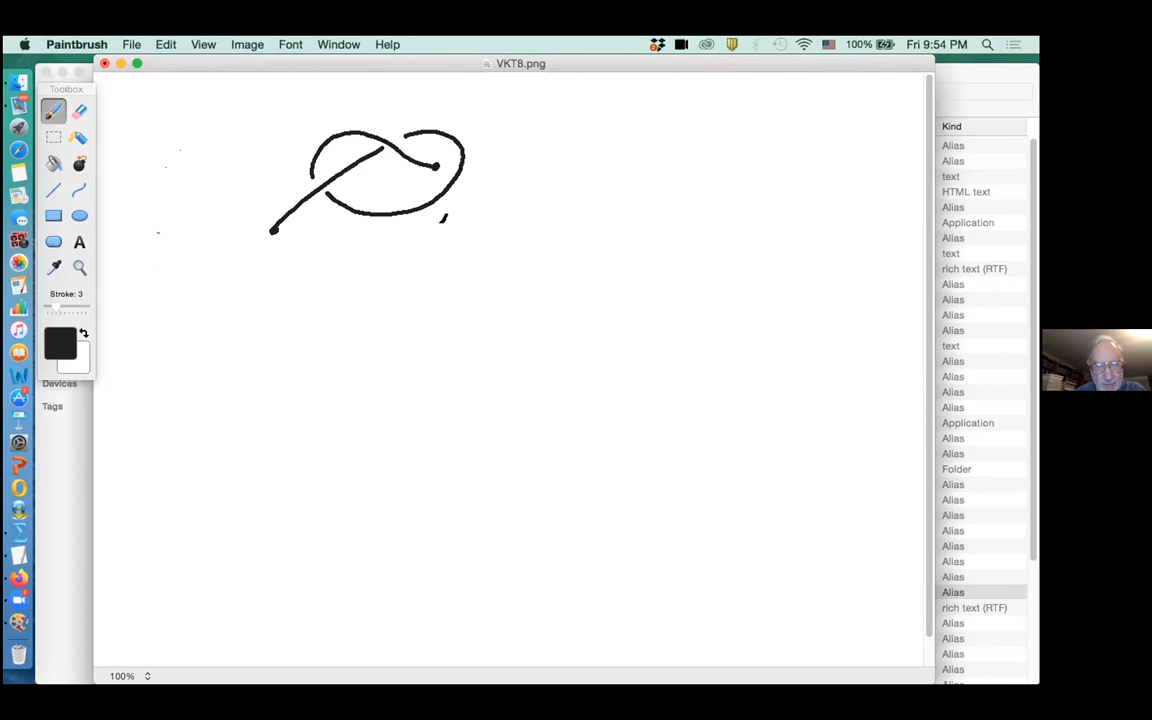 Paintbrush File Edit View Image Font Window Help 100% Fri 9:54 PM
VKT8.png
Toolbox
A
Stroke: 3
Devices
Tags
100%
Kind
Alias
Alias
text
HTML text
Alias
Application
Alias
text
rich text (RTF)
Alias
Alias
Alias
Alias
text
Alias
Alias
Alias
Alias
Application
Alias
Alias
Folder
Alias
Alias
Alias
Alias
Alias
Alias
Alias
Alias
rich text (RTF)
Alias
Alias
Alias
Alias